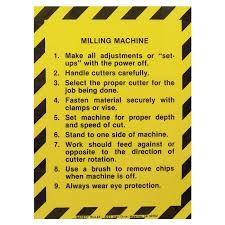 MILLING MACHINE
1. Make all adjustments or "set-
ups" with the power off.
2. Handle cutters carefully.
3. Select the proper cutter for the
job being done.
4. Fasten material securely with
clamps or vise.
5. Set machine for proper depth
and speed of cut.
6. Stand to one side of machine.
7. Work should feed against or
opposite to the direction of
cutter rotation.
8. Use a brush to remove chips
when machine is off.
9. Always wear eye protection.